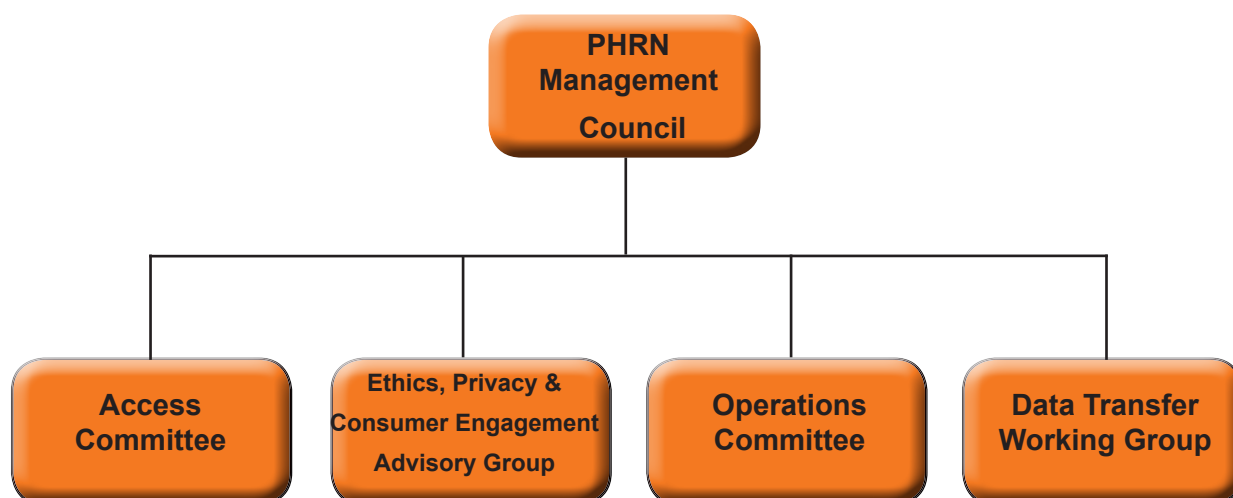 PHRN
Management
Council
Access
Committee
Ethics, Privacy &
Consumer Engagement
Advisory Group
Operations
Committee
Data Transfer
Working Group